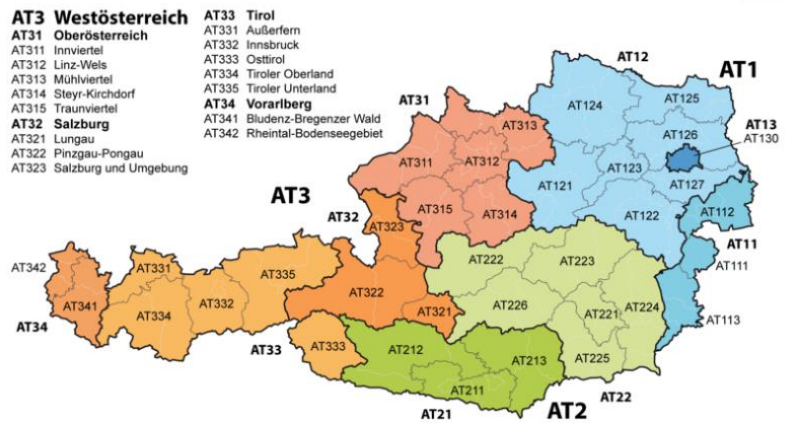 AT3 Westösterreich
AT31 Oberösterreich
AT311 Innviertel
AT312 Linz-Wels
AT313 Mühlviertel
AT314 Steyr-Kirchdorf
AT315 Traunviertel
AT32 Salzburg
AT321 Lungau
AT322 Pinzgau-Pongau
AT323 Salzburg und Umgebung
AT33 Tirol
AT331 Außerfern
AT332 Innsbruck
AT333 Osttirol
AT334 Tiroler Oberland
AT335 Tiroler Unterland
AT34 Vorarlberg
AT341 Bludenz-Bregenzer Wald
AT342 Rheintal-Bodenseegebiet
AT12
AT1
AT31
AT124
AT125
AT313
AT126
AT13
AT130
AT311
AT312
AT123
AT121
AT127
AT3
AT32
AT315
AT314
AT122
AT112
AT323
AT11
AT342
AT331
AT335
AT222
AT223
AT111
AT341
AT334
AT332
AT322
AT321
AT226
AT221
AT224
AT113
AT34
AT33
AT333
AT212
AT213
AT225
AT211
AT22
AT21
AT2